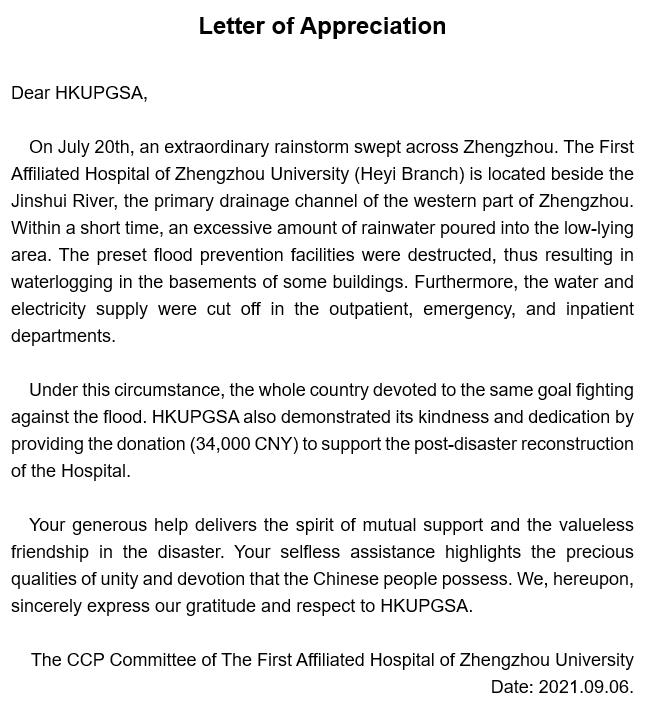 Letter of Appreciation
Dear HKUPGSA,
On July 20th, an extraordinary rainstorm swept across Zhengzhou. The First
Affiliated Hospital of Zhengzhou University (Heyi Branch) is located beside the
Jinshui River, the primary drainage channel of the western part of Zhengzhou.
Within a short time, an excessive amount of rainwater poured into the low-lying
area. The preset flood prevention facilities were destructed, thus resulting in
waterlogging in the basements of some buildings. Furthermore, the water and
electricity supply were cut off in the outpatient, emergency, and inpatient
departments.
Under this circumstance, the whole country devoted to the same goal fighting
against the flood. HKUPGSA also demonstrated its kindness and dedication by
providing the donation (34,000 CNY) to support the post-disaster reconstruction
of the Hospital.
Your generous help delivers the spirit of mutual support and the valueless
friendship in the disaster. Your selfless assistance highlights the precious
qualities of unity and devotion that the Chinese people possess. We, hereupon,
sincerely express our gratitude and respect to HKUPGSA.
The CCP Committee of The First Affiliated Hospital of Zhengzhou University
Date: 2021.09.06.